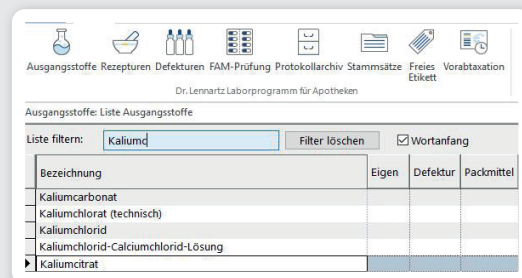 Ausgangsstoffe Rezepturen Defekturen FAM-Prüfung Protokollarchiv Stammsätze Freies Etikett Vorabtaxation
Dr. Lennartz Laborprogramm für Apotheken
Ausgangsstoffe: Liste Ausgangsstoffe
Liste filtern: Kaliumc Filter löschen Wortanfang
Bezeichnung Eigen Defektur Packmittel
Kaliumcarbonat
Kaliumchlorat (technisch)
Kaliumchlorid
Kaliumchlorid-Calciumchlorid-Lösung
Kaliumcitrat